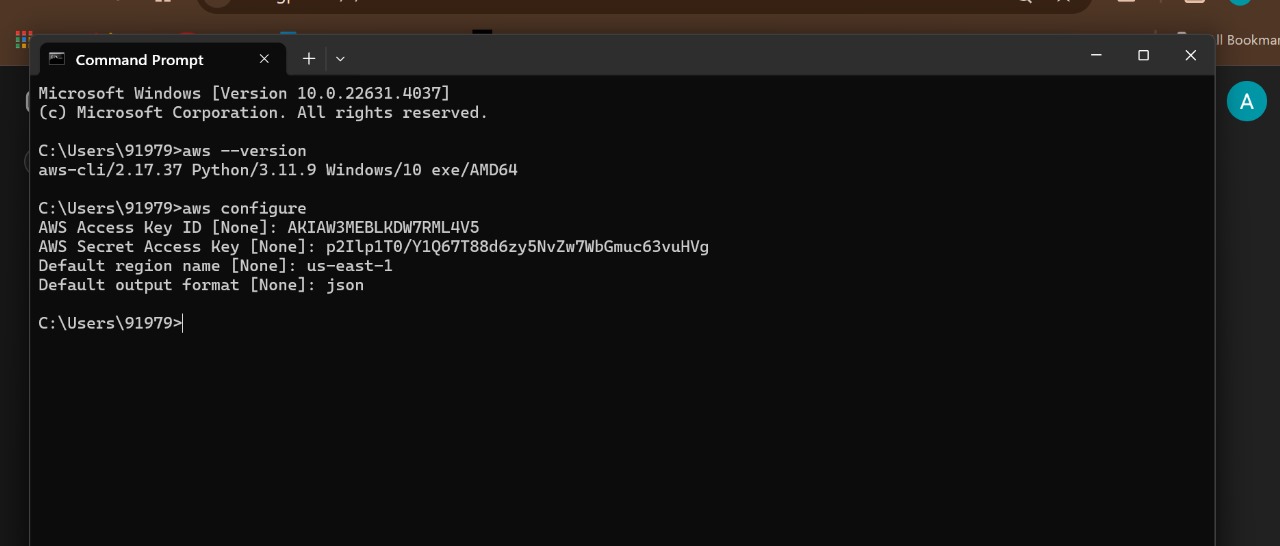 ll Bookmar
Command Prompt
A
Microsoft Windows [Version 10.0.22631.4037]
(c) Microsoft Corporation. All rights reserved.
C:\Users\91979>aws --version
aws-cli/2.17.37 Python/3.11.9 Windows/10 exe/AMD64
C:\Users\91979>aws configure
AWS Access Key ID [None]: AKIAW3MEBLKDW7RML4V5
AWS Secret Access Key [None]: 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
Default region name [None]: us-east-1
Default output format [None]: json
C:\Users\91979>